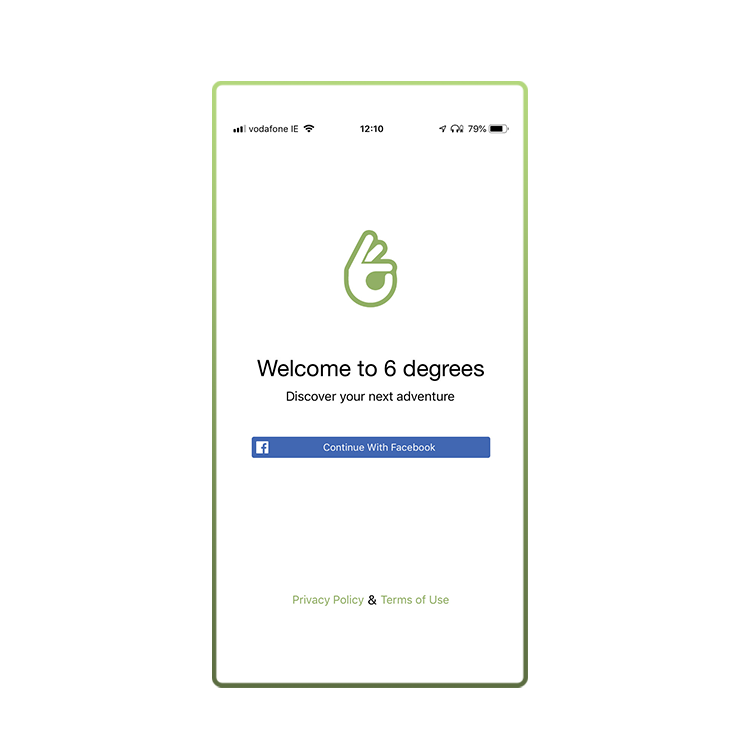 vodafone IE 12:10 79%
Welcome to 6 degrees
Discover your next adventure
f Continue With Facebook
Privacy Policy & Terms of Use